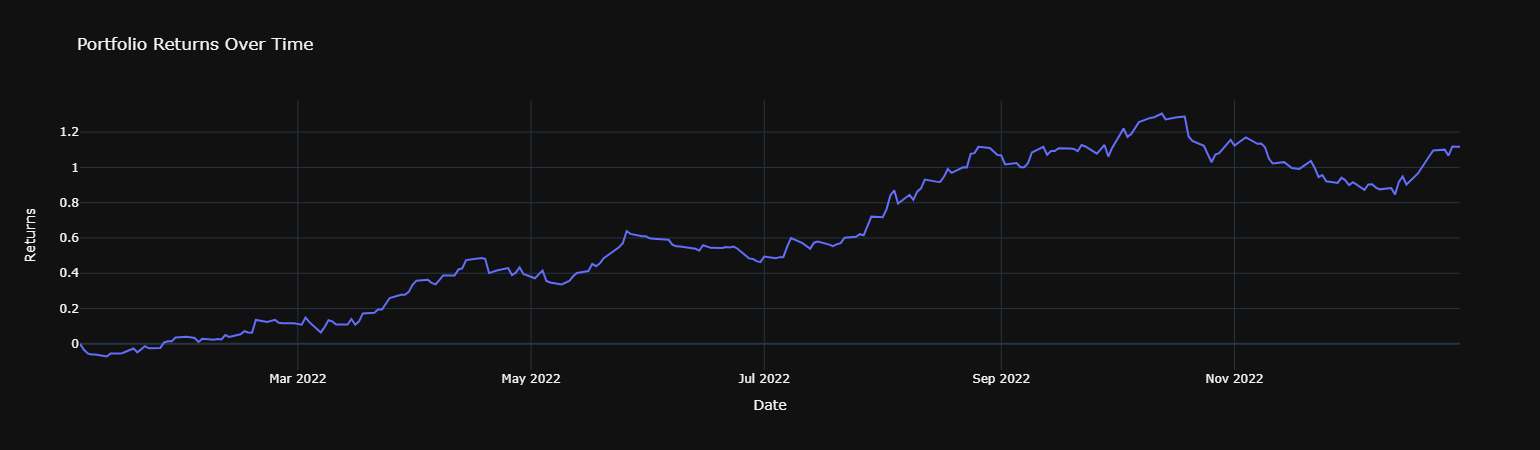 Portfolio Returns Over Time
Returns
1.2
1
0.8
0.6
0.4
0.2
0
Mar 2022
May 2022
Jul 2022
Sep 2022
Nov 2022
Date